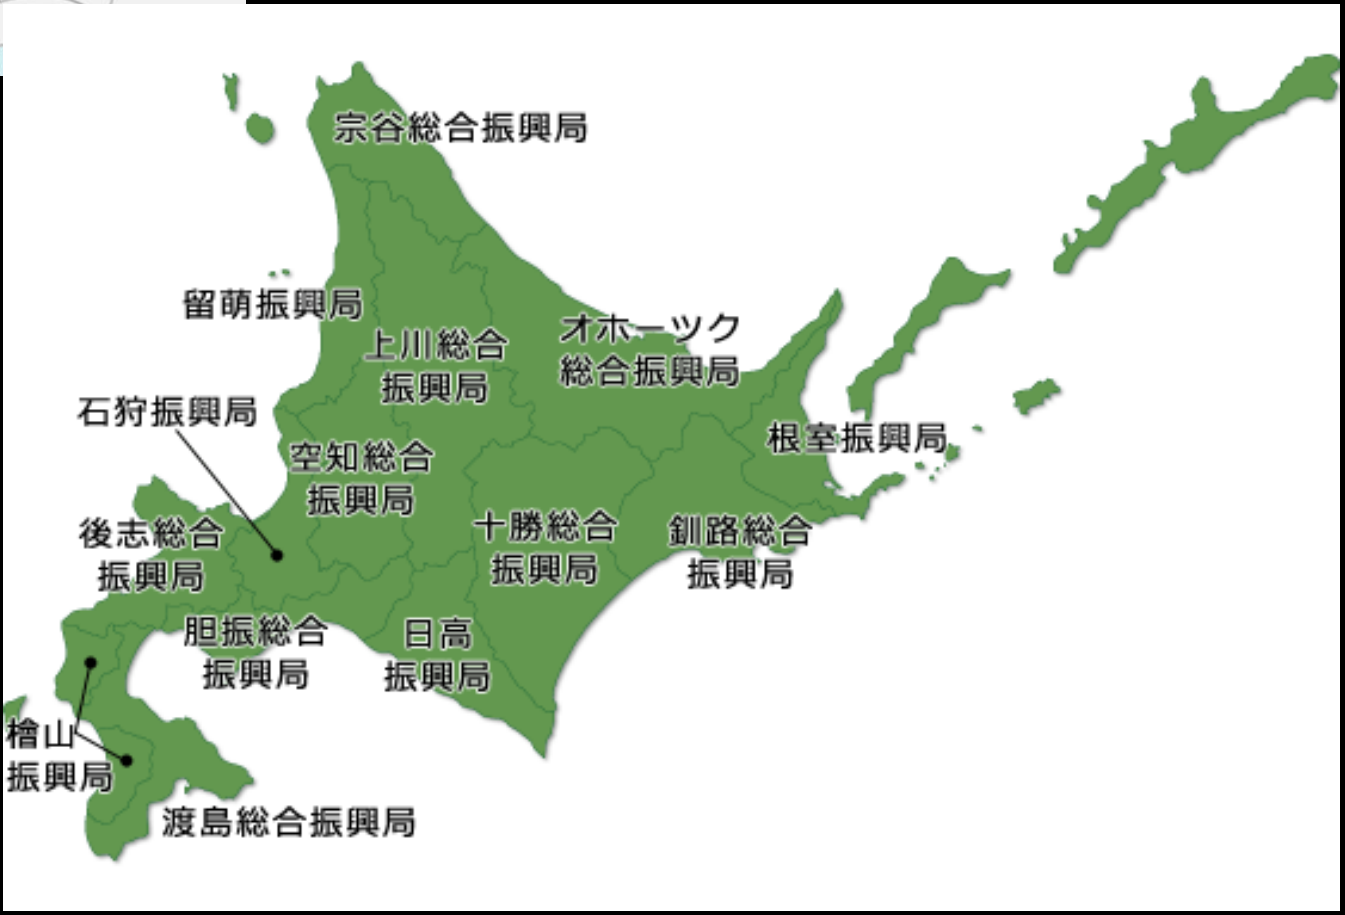 宗谷総合振興局
留萌振興局
上川総合
振興局
オホーツク
総合振興局
石狩振興局
空知総合
振興局
根室振興局
後志総合
振興局
十勝総合
振興局
釧路総合
振興局
胆振総合
振興局
日高
振興局
檜山
振興局
渡島総合振興局